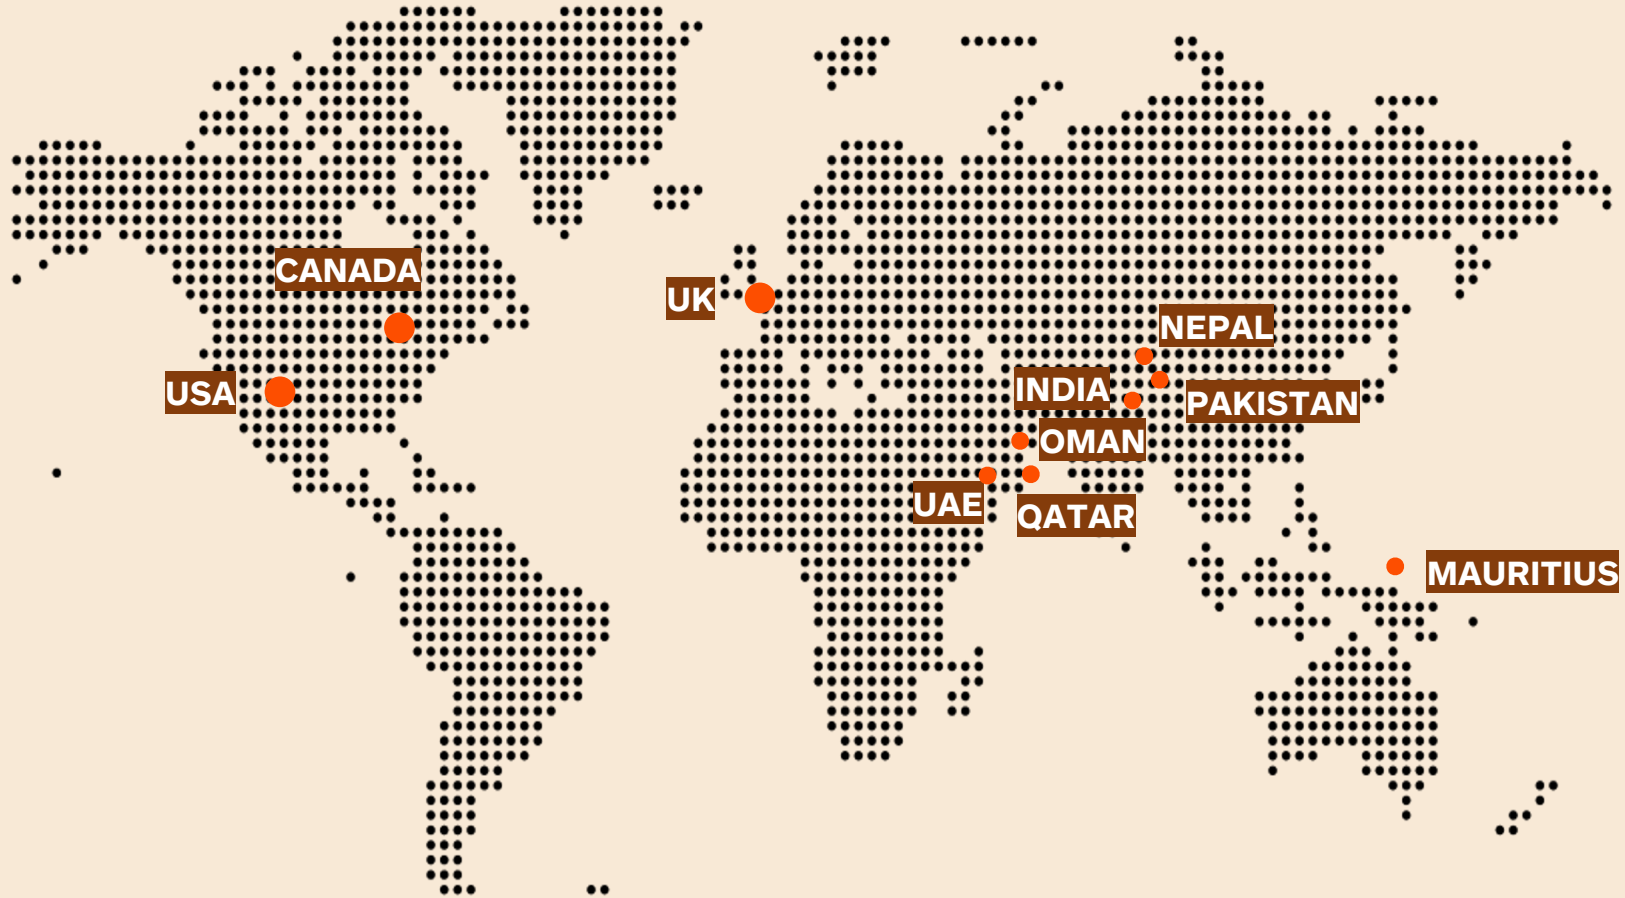 CANADA
UK
NEPAL
USA
INDIA
PAKISTAN
OMAN
UAE
QATAR
MAURITIUS